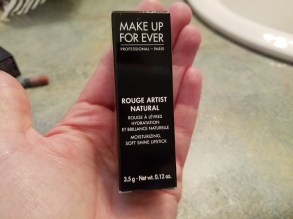 MAKE UP
FOR EVER
PROFESSIONAL – PARIS
ROUGE ARTIST
NATURAL
ROUGE À LÈVRES
HYDRATATION
ET BRILLANCE NATURELLE
MOISTURIZING,
SOFT SHINE LIPSTICK
3.5 g - Net wt. 0.12 oz.